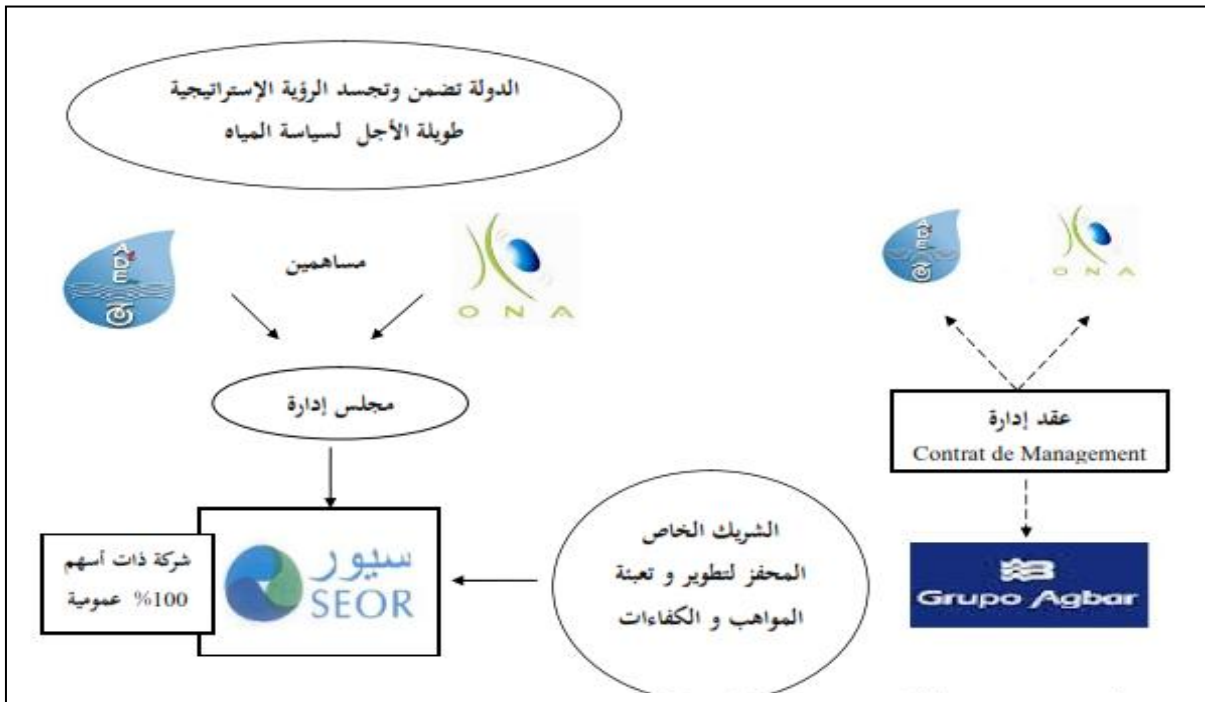 الدولة تضمن وتجسد الرؤية الإستراتيجية
طويلة الأجل لسياسة المياه
ADE
مساهمين
ONA
ADE
ONA
مجلس إدارة
عقد إدارة
Contrat de Management
شركة ذات أسهم
100% عمومية
سيور
SEOR
الشريك الخاص
المحفز لتطوير و تعبئة
المواهب و الكفاءات
Grupo Agbar